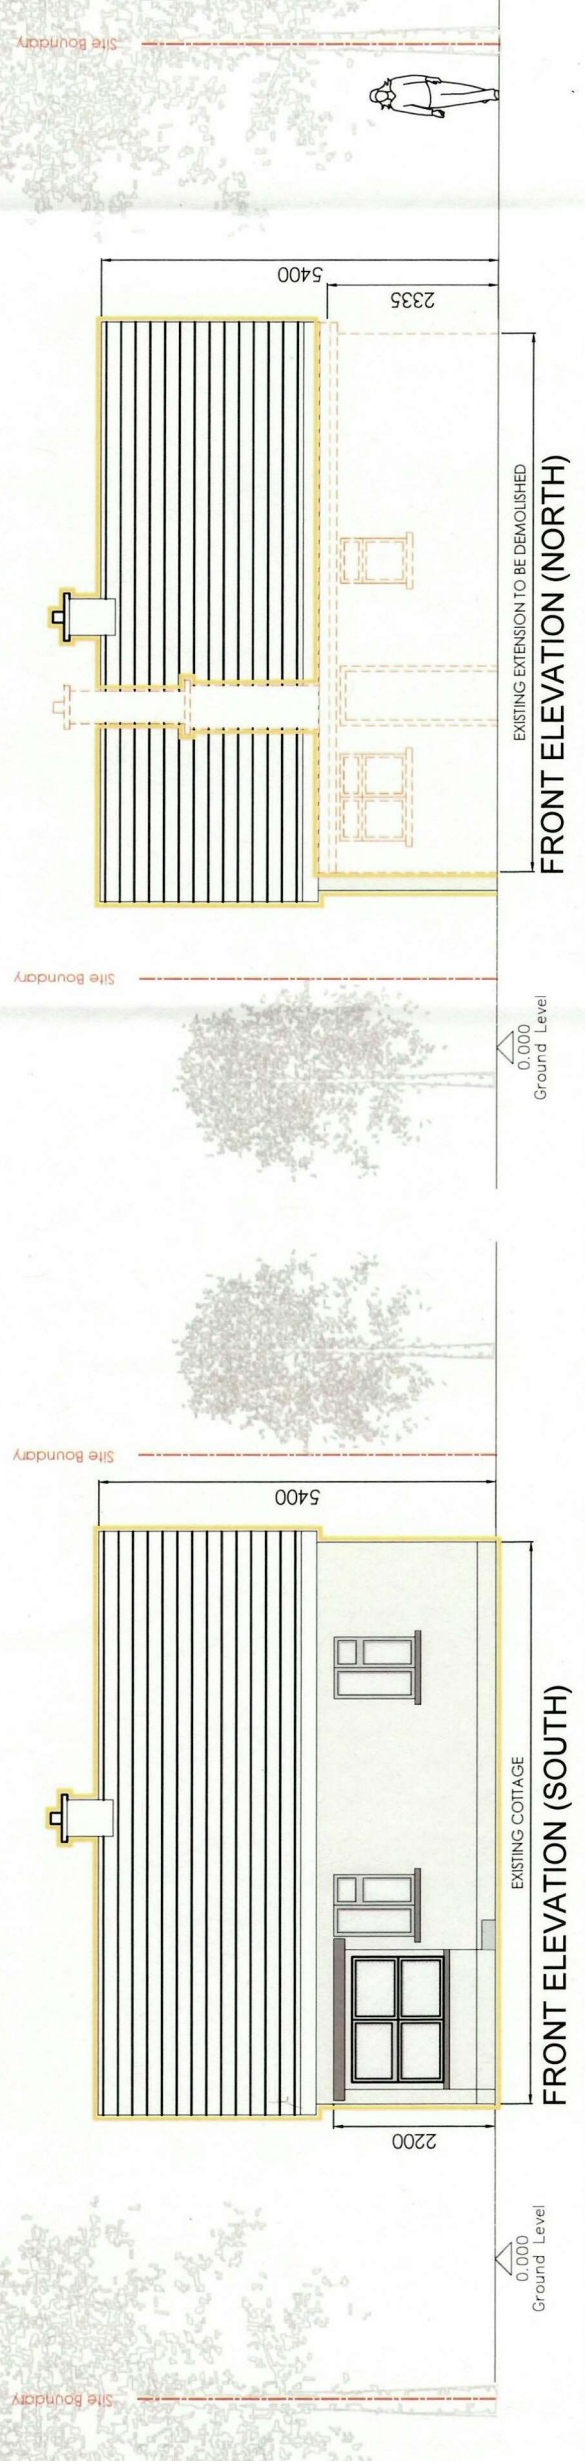 Site Boundary
5400
2200
EXISTING COTTAGE
FRONT ELEVATION (SOUTH)
0.000
Ground Level
Site Boundary
Site Boundary
5400
2335
EXISTING EXTENSION TO BE DEMOLISHED
FRONT ELEVATION (NORTH)
0.000
Ground Level
Site Boundary